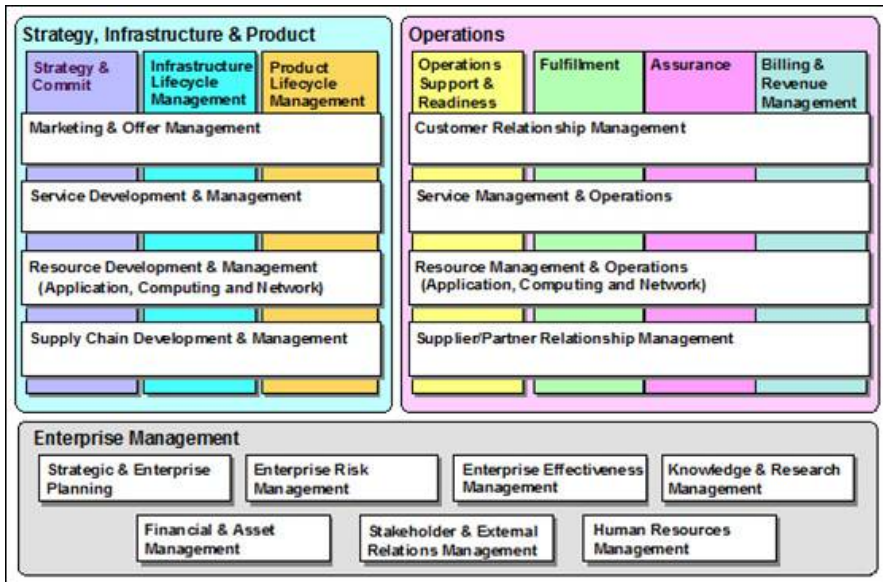 Strategy, Infrastructure & Product
Strategy &
Commit
Infrastructure
Lifecycle
Management
Product
Lifecycle
Management
Marketing & Offer Management
Service Development & Management
Resource Development & Management
(Application, Computing and Network)
Supply Chain Development & Management
Operations
Operations
Support &
Readiness
Fulfillment
Assurance
Billing &
Revenue
Management
Customer Relationship Management
Service Management & Operations
Resource Management & Operations
(Application, Computing and Network)
Supplier/Partner Relationship Management
Enterprise Management
Strategic & Enterprise
Planning
Enterprise Risk
Management
Enterprise Effectiveness
Management
Knowledge & Research
Management
Financial & Asset
Management
Stakeholder & External
Relations Management
Human Resources
Management